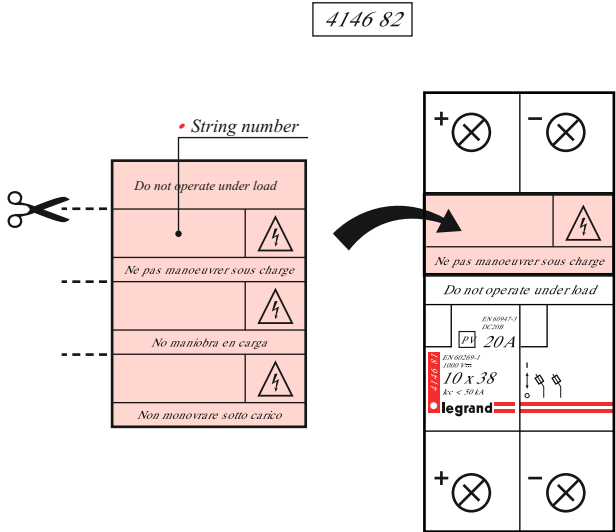 4146 82
String number
Do not operate under load
Ne pas manoeuvrer sous charge
No maniobra en carga
Non monovrare sotto carico
+ -
Ne pas manoeuvrer sous charge
Do not operate under load
EN 60947-3
DC20B
PV 20A
4146 81
EN 60269-1
1000 V
10 x 38
Icc < 50 kA
legrand
+ -